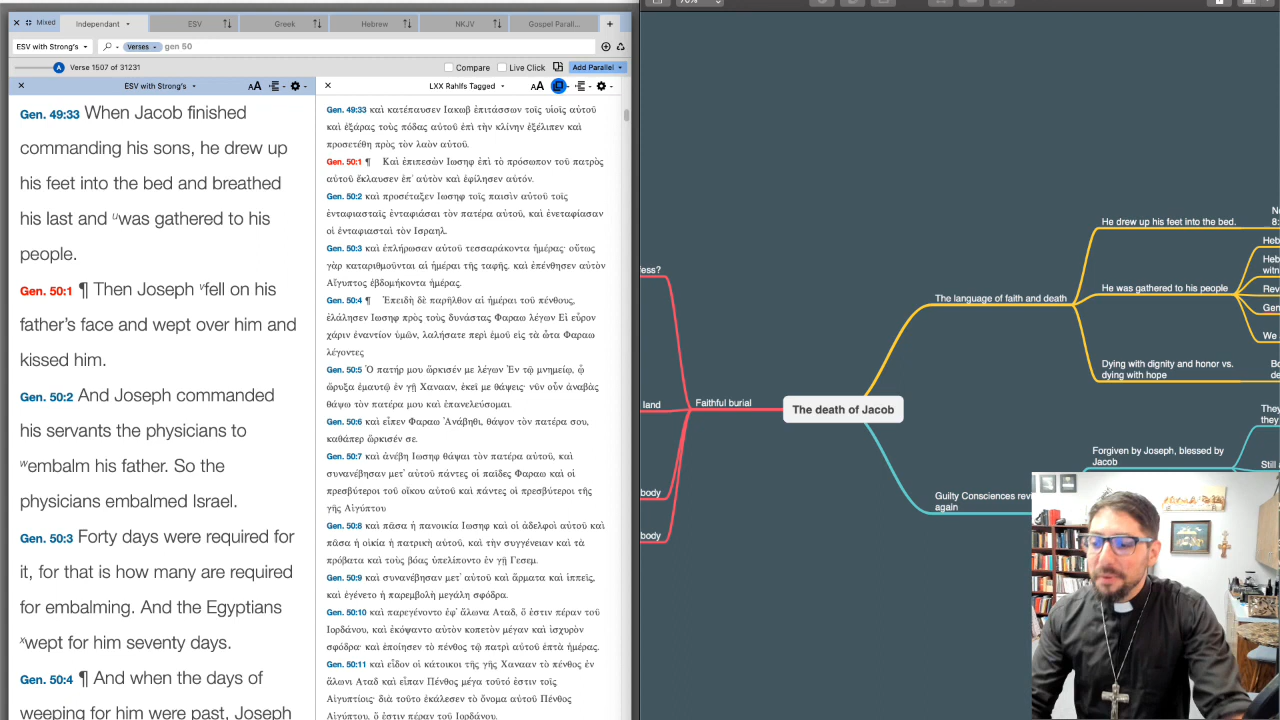 Mixed
Independant
ESV
Greek
Hebrew
NKJV
Gospel Parall...
+
ESV with Strong's
Verses
gen 50
Verse 1507 of 31231
Compare
Live Click
Add Parallel
ESV with Strong's
AA
Gen. 49:33 When Jacob finished
commanding his sons, he drew up
his feet into the bed and breathed
his last and ᵘwas gathered to his
people.
Gen. 50:1 ¶ Then Joseph ᵛfell on his
father's face and wept over him and
kissed him.
Gen. 50:2 And Joseph commanded
his servants the physicians to
ʷembalm his father. So the
physicians embalmed Israel.
Gen. 50:3 Forty days were required for
it, for that is how many are required
for embalming. And the Egyptians
ˣwept for him seventy days.
Gen. 50:4 ¶ And when the days of
weeping for him were past, Joseph
LXX Rahlfs Tagged
AA
Gen. 49:33 καὶ κατέπαυσεν Ιακωβ ἐπιτάσσων τοῖς υἱοῖς αὐτοῦ
καὶ ἐξάρας τοὺς πόδας αὐτοῦ ἐπὶ τὴν κλίνην ἐξέλιπεν καὶ
προσετέθη πρὸς τὸν λαὸν αὐτοῦ.
Gen. 50:1 ¶ Καὶ ἐπιπεσὼν Ιωσηφ ἐπὶ τὸ πρόσωπον τοῦ πατρὸς
αὐτοῦ ἔκλαυσεν ἐπ᾽ αὐτὸν καὶ ἐφίλησεν αὐτόν.
Gen. 50:2 καὶ προσέταξεν Ιωσηφ τοῖς παισὶν αὐτοῦ τοῖς
ἐνταφιασταῖς ἐνταφιάσαι τὸν πατέρα αὐτοῦ, καὶ ἐνεταφίασαν
οἱ ἐνταφιασταὶ τὸν Ισραηλ.
Gen. 50:3 καὶ ἐπλήρωσαν αὐτοῦ τεσσαράκοντα ἡμέρας· οὕτως
γὰρ καταριθμοῦνται αἱ ἡμέραι τῆς ταφῆς. καὶ ἐπένθησεν αὐτὸν
Αἴγυπτος ἑβδομήκοντα ἡμέρας.
Gen. 50:4 ¶ Ἐπειδὴ δὲ παρῆλθον αἱ ἡμέραι τοῦ πένθους,
ἐλάλησεν Ιωσηφ πρὸς τοὺς δυνάστας Φαραω λέγων Εἰ εὗρον
χάριν ἐναντίον ὑμῶν, λαλήσατε περὶ ἐμοῦ εἰς τὰ ὦτα Φαραω
λέγοντες
Gen. 50:5 Ὁ πατήρ μου ὥρκισέν με λέγων Ἐν τῷ μνημείῳ, ᾧ
ὤρυξα ἐμαυτῷ ἐν γῇ Χανααν, ἐκεῖ με θάψεις· νῦν οὖν ἀναβὰς
θάψω τὸν πατέρα μου καὶ ἐπανελεύσομαι.
Gen. 50:6 καὶ εἶπεν Φαραω Ἀνάβηθι, θάψον τὸν πατέρα σου,
καθάπερ ὥρκισέν σε.
Gen. 50:7 καὶ ἀνέβη Ιωσηφ θάψαι τὸν πατέρα αὐτοῦ, καὶ
συνανέβησαν μετ᾽ αὐτοῦ πάντες οἱ παῖδες Φαραω καὶ οἱ
πρεσβύτεροι τοῦ οἴκου αὐτοῦ καὶ πάντες οἱ πρεσβύτεροι τῆς
γῆς Αἰγύπτου
Gen. 50:8 καὶ πᾶσα ἡ πανοικία Ιωσηφ καὶ οἱ ἀδελφοὶ αὐτοῦ καὶ
πᾶσα ἡ οἰκία ἡ πατρικὴ αὐτοῦ, καὶ τὴν συγγένειαν καὶ τὰ
πρόβατα καὶ τοὺς βόας ὑπελίποντο ἐν γῇ Γεσεμ.
Gen. 50:9 καὶ συνανέβησαν μετ᾽ αὐτοῦ καὶ ἅρματα καὶ ἱππεῖς,
καὶ ἐγένετο ἡ παρεμβολὴ μεγάλη σφόδρα.
Gen. 50:10 καὶ παρεγένοντο ἐφ᾽ ἅλωνα Αταδ, ὅ ἐστιν πέραν τοῦ
Ιορδάνου, καὶ ἐκόψαντο αὐτὸν κοπετὸν μέγαν καὶ ἰσχυρὸν
σφόδρα· καὶ ἐποίησεν τὸ πένθος τῷ πατρὶ αὐτοῦ ἑπτὰ ἡμέρας.
Gen. 50:11 καὶ εἶδον οἱ κάτοικοι τῆς γῆς Χανααν τὸ πένθος ἐν
ἅλωνι Αταδ καὶ εἶπαν Πένθος μέγα τοῦτό ἐστιν τοῖς
Αἰγυπτίοις· διὰ τοῦτο ἐκάλεσεν τὸ ὄνομα αὐτοῦ Πένθος
Αἰγύπτου, ὅ ἐστιν πέραν τοῦ Ιορδάνου.
ess?
land
body
body
Faithful burial
The death of Jacob
The language of faith and death
He drew up his feet into the bed.
8:
He was gathered to his people
Heb
Heb
wit
Rev
Gen
We
Dying with dignity and honor vs.
dying with hope
Bo
de
They
they
Forgiven by Joseph, blessed by
Jacob
Still a
Guilty Consciences rev
again